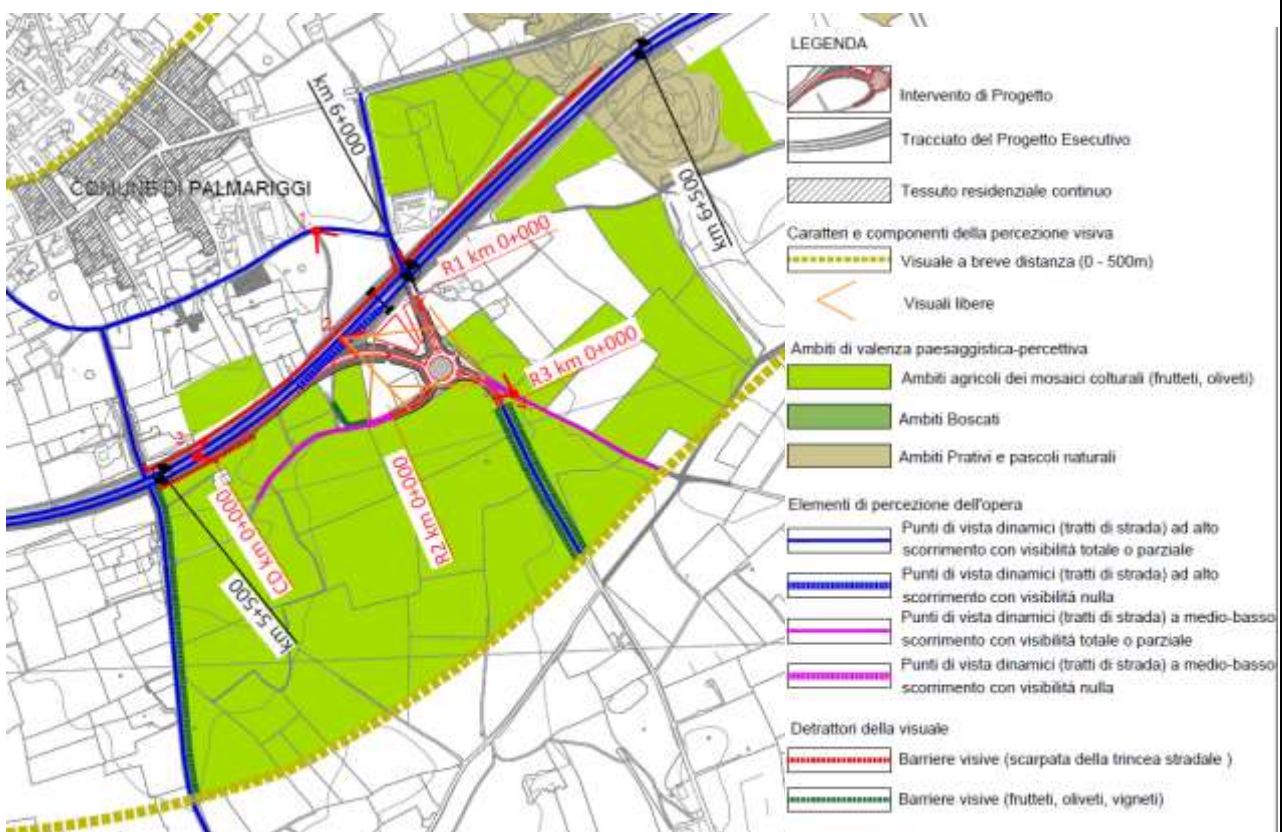 COMUNE DI PALMARIGGI
km 6+000
km 6+500
R1 km 0+000
R3 km 0+000
R2 km 0+000
CD km 0+000
km 5+500
1
2
3
LEGENDA
Intervento di Progetto
Tracciato del Progetto Esecutivo
Tessuto residenziale continuo
Caratteri e componenti della percezione visiva
Visuale a breve distanza (0 - 500m)
Visuali libere
Ambiti di valenza paesaggistica-percettiva
Ambiti agricoli dei mosaici colturali (frutteti, oliveti)
Ambiti Boscati
Ambiti Prativi e pascoli naturali
Elementi di percezione dell'opera
Punti di vista dinamici (tratti di strada) ad alto
scorrimento con visibilità totale o parziale
Punti di vista dinamici (tratti di strada) ad alto
scorrimento con visibilità nulla
Punti di vista dinamici (tratti di strada) a medio-basso
scorrimento con visibilità totale o parziale
Punti di vista dinamici (tratti di strada) a medio-basso
scorrimento con visibilità nulla
Detrattori della visuale
Barriere visive (scarpata della trincea stradale )
Barriere visive (frutteti, oliveti, vigneti)